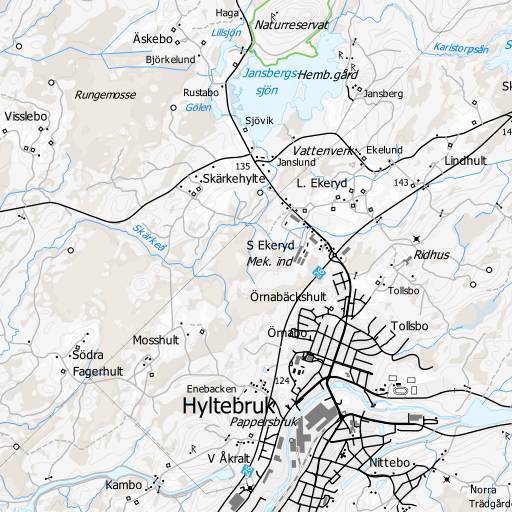 Haga
Naturreservat
Lillsjön
Äskebo
Karlstorpsån
Björkelund
Jansbergs
sjön
Hemb.gård
Rungemosse
Rustabo
Gölen
Jansberg
Visslebo
Sjövik
Vattenverk
Ekelund
Lindhult
135
Janslund
Skärkehylte
L. Ekeryd
143
Skärkeå
S Ekeryd
Mek. ind
Ridhus
Örnabäckshult
Tollsbo
Örnabo
Tollsbo
Mosshult
Södra
Fagerhult
124
Enebacken
Hyltebruk
Pappersbruk
V Åkralt
Nittebo
Kambo
Norra